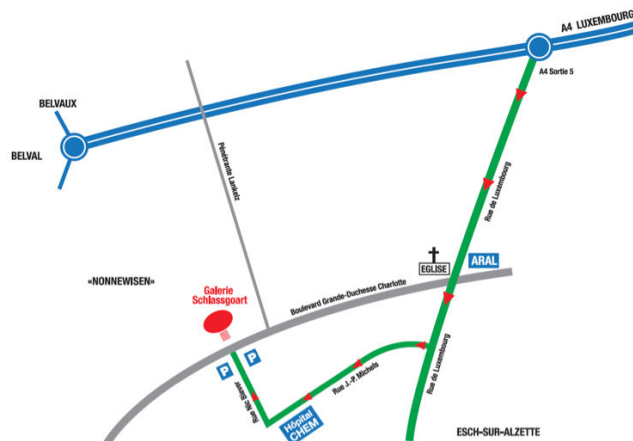 A4 LUXEMBOURG
A4 Sortie 5
BELVAUX
BELVAL
Pénétrante Lankelz
Rue de Luxembourg
EGLISE
ARAL
«NONNEWISEN»
Galerie
Schlassgoart
Boulevard Grande-Duchesse Charlotte
P
P
Rue Nic Biever
Rue J.-P. Michels
Rue de Luxembourg
Hôpital
CHEM
ESCH-SUR-ALZETTE